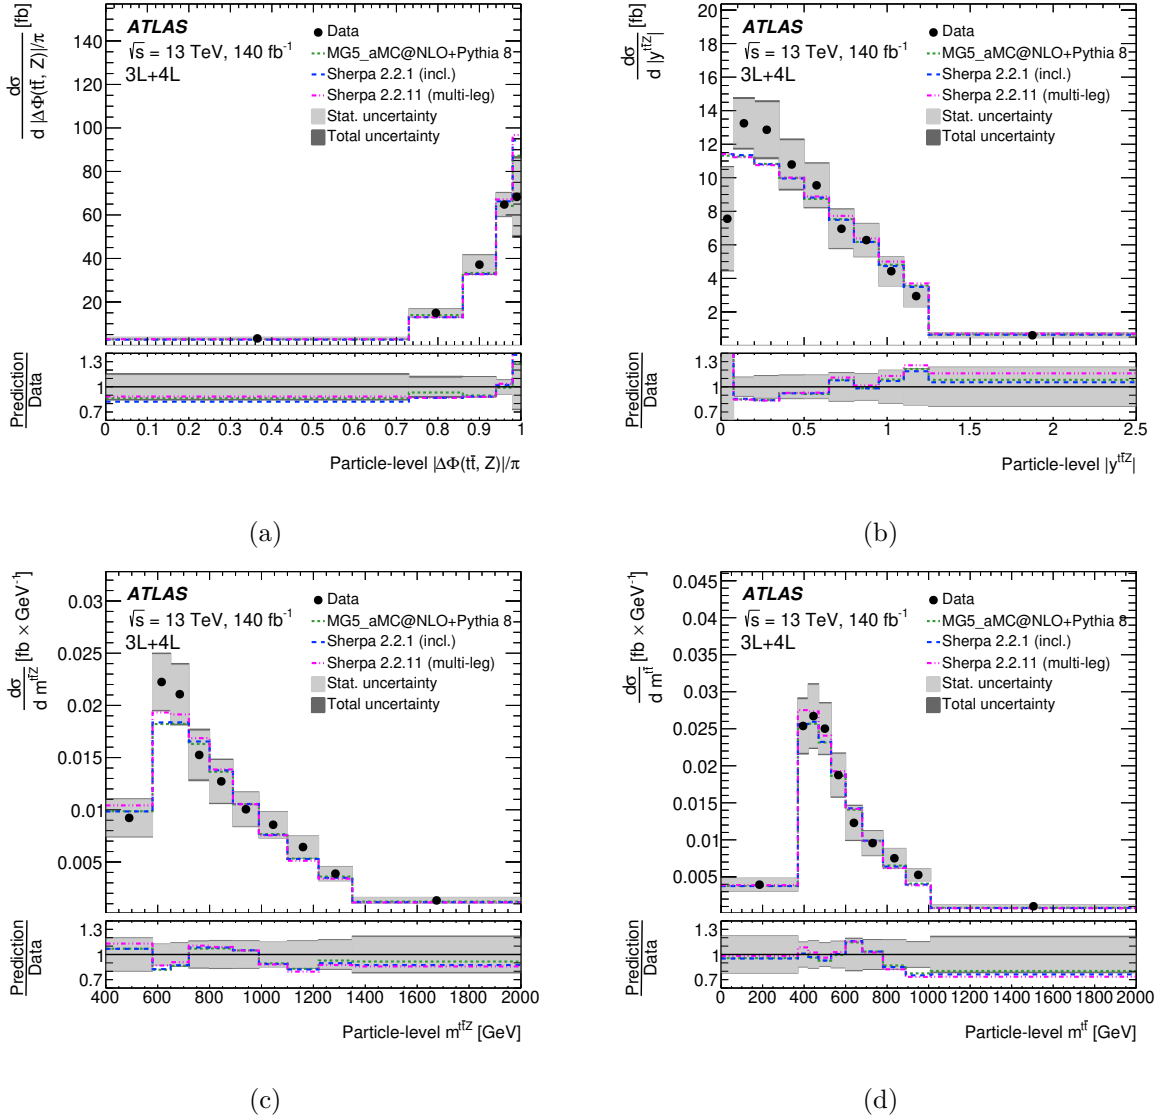 ATLAS
√s = 13 TeV, 140 fb⁻¹
3L+4L
Data
MG5_aMC@NLO+Pythia 8
Sherpa 2.2.1 (incl.)
Sherpa 2.2.11 (multi-leg)
Stat. uncertainty
Total uncertainty
dσ / d |ΔΦ(tt̄, Z)|/π [fb]
140
120
100
80
60
40
20
Prediction / Data
1.3
1
0.7
0 0.1 0.2 0.3 0.4 0.5 0.6 0.7 0.8 0.9 1
Particle-level |ΔΦ(tt̄, Z)|/π
(a)
ATLAS
√s = 13 TeV, 140 fb⁻¹
3L+4L
Data
MG5_aMC@NLO+Pythia 8
Sherpa 2.2.1 (incl.)
Sherpa 2.2.11 (multi-leg)
Stat. uncertainty
Total uncertainty
dσ / d |y^tt̄Z| [fb]
20
18
16
14
12
10
8
6
4
2
Prediction / Data
1.3
1
0.7
0 0.5 1 1.5 2 2.5
Particle-level |y^tt̄Z|
(b)
ATLAS
√s = 13 TeV, 140 fb⁻¹
3L+4L
Data
MG5_aMC@NLO+Pythia 8
Sherpa 2.2.1 (incl.)
Sherpa 2.2.11 (multi-leg)
Stat. uncertainty
Total uncertainty
dσ / d m^tt̄Z [fb × GeV⁻¹]
0.03
0.025
0.02
0.015
0.01
0.005
Prediction / Data
1.3
1
0.7
400 600 800 1000 1200 1400 1600 1800 2000
Particle-level m^tt̄Z [GeV]
(c)
ATLAS
√s = 13 TeV, 140 fb⁻¹
3L+4L
Data
MG5_aMC@NLO+Pythia 8
Sherpa 2.2.1 (incl.)
Sherpa 2.2.11 (multi-leg)
Stat. uncertainty
Total uncertainty
dσ / d m^tt̄ [fb × GeV⁻¹]
0.045
0.04
0.035
0.03
0.025
0.02
0.015
0.01
0.005
Prediction / Data
1.3
1
0.7
0 200 400 600 800 1000 1200 1400 1600 1800 2000
Particle-level m^tt̄ [GeV]
(d)